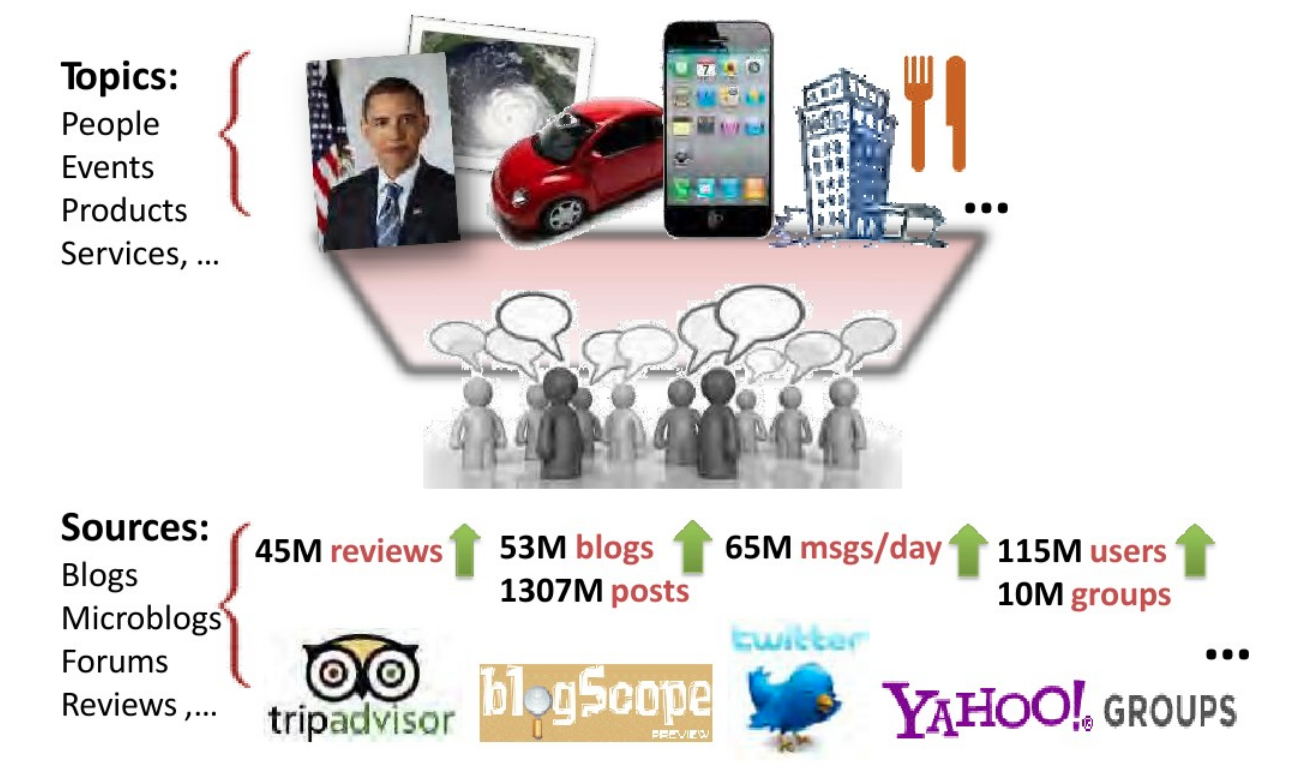 Topics:
People
Events
Products
Services, ...
...
Sources:
Blogs
Microblogs
Forums
Reviews ,...
45M reviews
53M blogs
1307M posts
65M msgs/day
115M users
10M groups
...
tripadvisor
blogScope
PREVIEW
twitter
YAHOO!® GROUPS
7